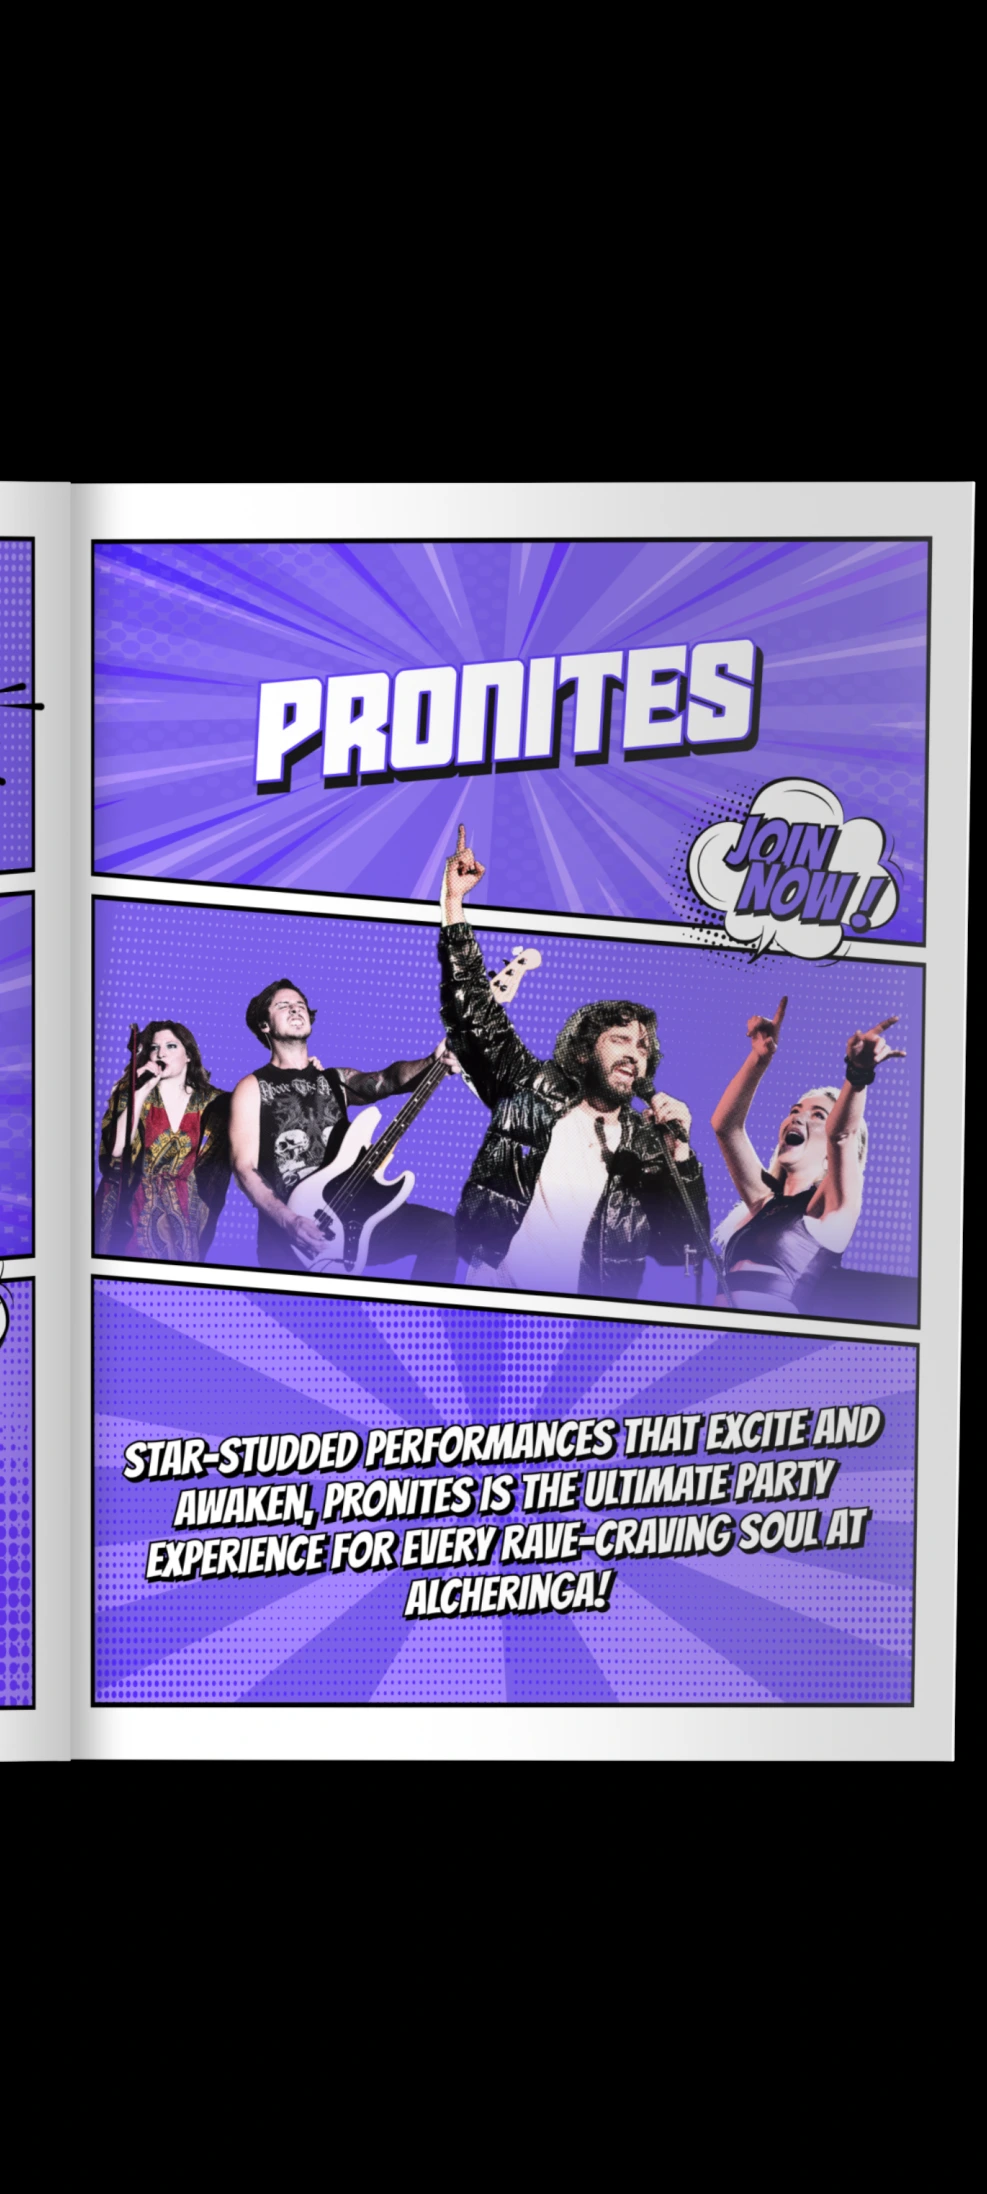 PRONITES
JOIN
NOW!
STAR-STUDDED PERFORMANCES THAT EXCITE AND
AWAKEN, PRONITES IS THE ULTIMATE PARTY
EXPERIENCE FOR EVERY RAVE-CRAVING SOUL AT
ALCHERINGA!